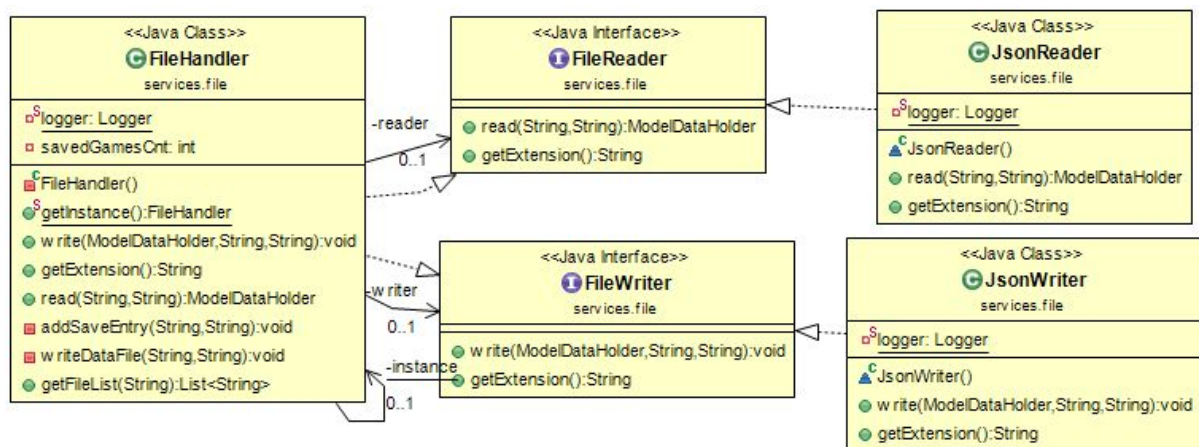 <<Java Class>>
FileHandler
services.file
logger: Logger
savedGamesCnt: int
FileHandler()
getInstance():FileHandler
write(ModelDataHolder,String,String):void
getExtension():String
read(String,String):ModelDataHolder
addSaveEntry(String,String):void
writeDataFile(String,String):void
getFileList(String):List<String>
-reader
0..1
-writer
0..1
-instance
0..1
<<Java Interface>>
FileReader
services.file
read(String,String):ModelDataHolder
getExtension():String
<<Java Interface>>
FileWriter
services.file
write(ModelDataHolder,String,String):void
getExtension():String
<<Java Class>>
JsonReader
services.file
logger: Logger
JsonReader()
read(String,String):ModelDataHolder
getExtension():String
<<Java Class>>
JsonWriter
services.file
logger: Logger
JsonWriter()
write(ModelDataHolder,String,String):void
getExtension():String